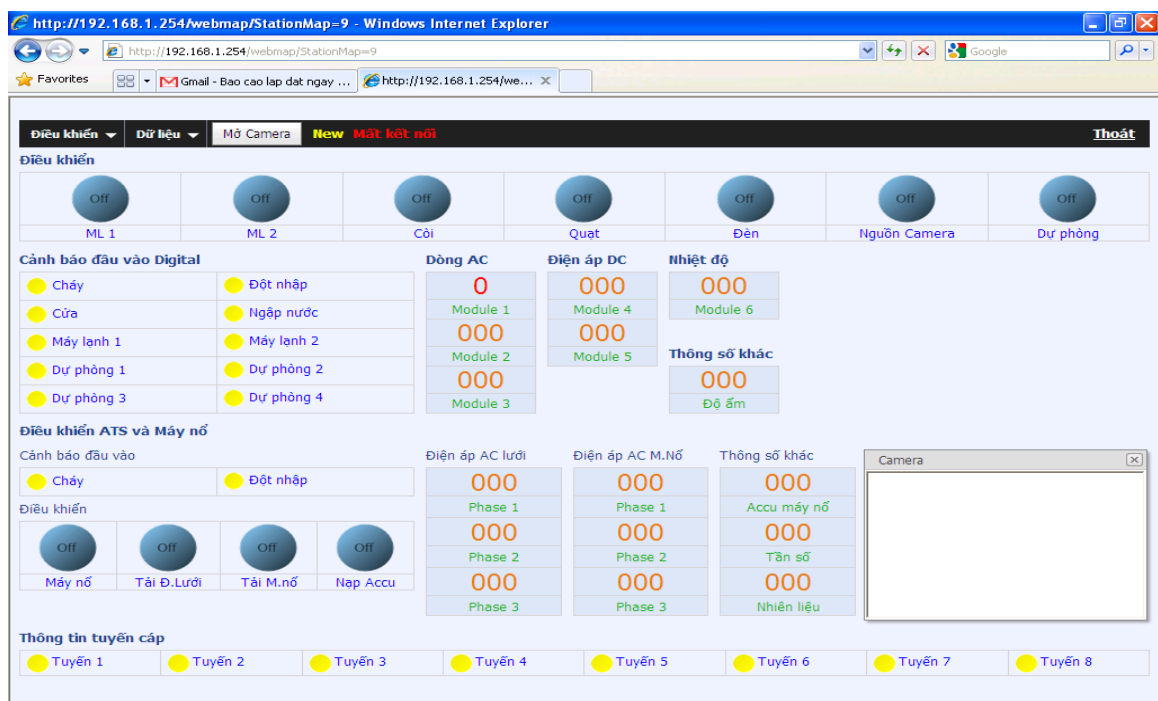 http://192.168.1.254/webmap/StationMap=9 - Windows Internet Explorer
http://192.168.1.254/webmap/StationMap=9
Google
Favorites
Gmail - Bao cao lap dat ngay ...
http://192.168.1.254/we...
Điều khiển
Dữ liệu
Mở Camera
New
Mất kết nối
Thoát
Điều khiển
Off Off Off Off Off Off Off
ML 1 ML 2 Còi Quạt Đèn Nguồn Camera Dự phòng
Cảnh báo đầu vào Digital
Cháy Đột nhập
Cửa Ngập nước
Máy lạnh 1 Máy lạnh 2
Dự phòng 1 Dự phòng 2
Dự phòng 3 Dự phòng 4
Dòng AC
0
Module 1
000
Module 2
000
Module 3
Điện áp DC
000
Module 4
000
Module 5
Nhiệt độ
000
Module 6
Thông số khác
000
Độ ẩm
Điều khiển ATS và Máy nổ
Cảnh báo đầu vào
Cháy Đột nhập
Điều khiển
Off Off Off Off
Máy nổ Tải Đ.Lưới Tải M.nổ Nạp Accu
Điện áp AC lưới
000
Phase 1
000
Phase 2
000
Phase 3
Điện áp AC M.Nổ
000
Phase 1
000
Phase 2
000
Phase 3
Thông số khác
000
Accu máy nổ
000
Tần số
000
Nhiên liệu
Camera
Thông tin tuyến cáp
Tuyến 1 Tuyến 2 Tuyến 3 Tuyến 4 Tuyến 5 Tuyến 6 Tuyến 7 Tuyến 8